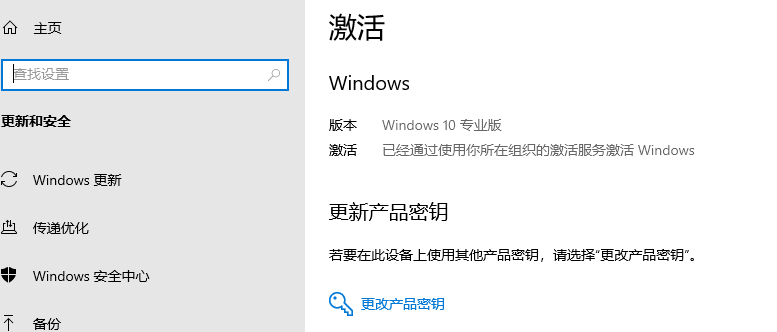 主页
查找设置
更新和安全
Windows 更新
传递优化
Windows 安全中心
备份
激活
Windows
版本 Windows 10 专业版
激活 已经通过使用你所在组织的激活服务激活 Windows
更新产品密钥
若要在此设备上使用其他产品密钥，请选择“更改产品密钥”。
更改产品密钥